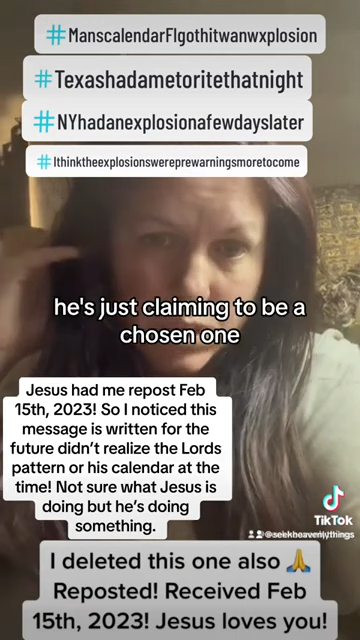 #ManscalendarFlgothitwanwxplosion
#Texashadametoritethatnight
#NYhadanexplosionafewdayslater
#Ithinktheexplosionswereprewarningsmoretocome
he's just claiming to be a
chosen one
Jesus had me repost Feb
15th, 2023! So I noticed this
message is written for the
future didn’t realize the Lords
pattern or his calendar at the
time! Not sure what Jesus is
doing but he’s doing
something.
TikTok
@seekheavenlythings
I deleted this one also 🙏
Reposted! Received Feb
15th, 2023! Jesus loves you!